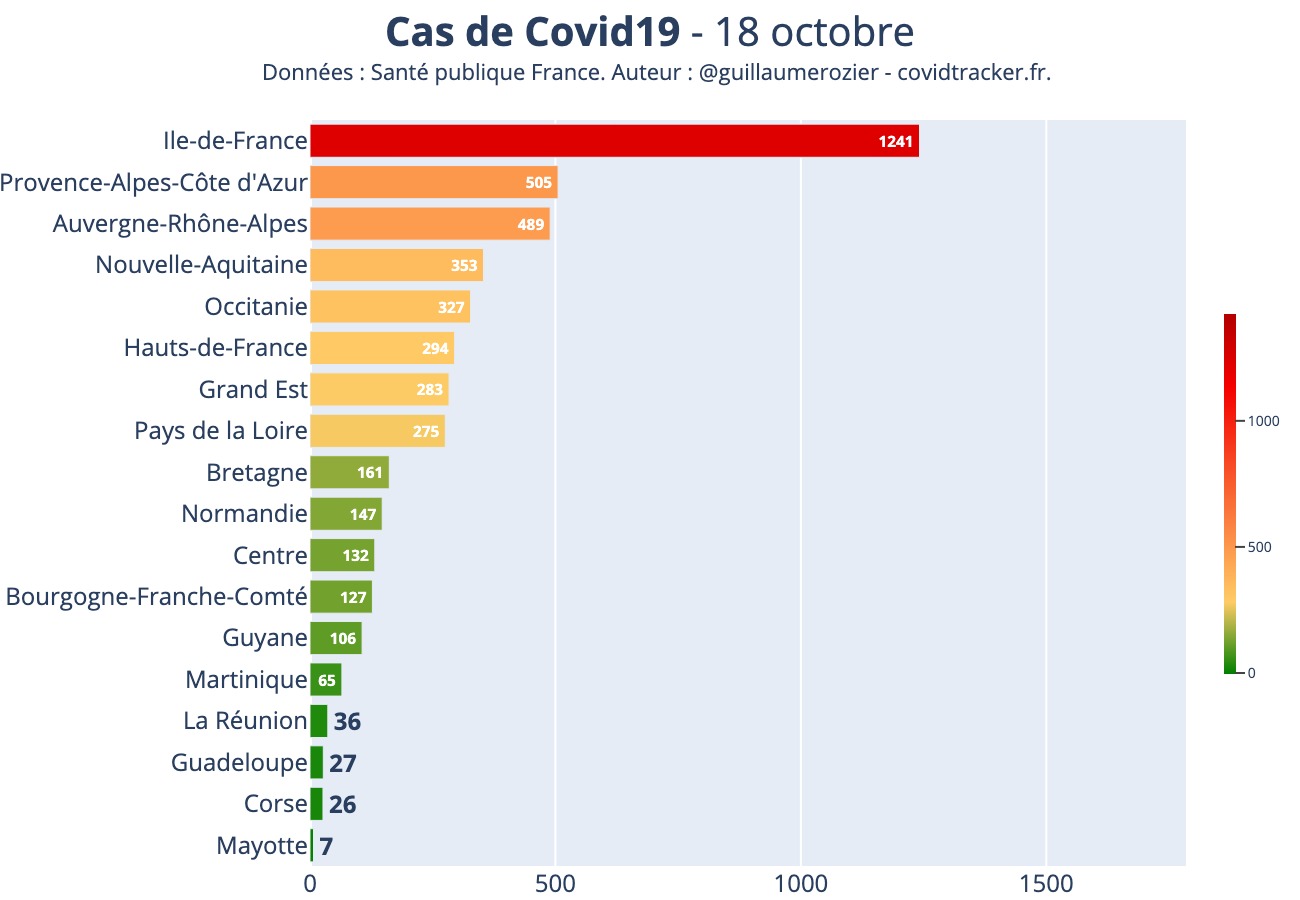 Cas de Covid19 - 18 octobre
Données : Santé publique France. Auteur : @guillaumerozier - covidtracker.fr.
Ile-de-France 1241
Provence-Alpes-Côte d'Azur 505
Auvergne-Rhône-Alpes 489
Nouvelle-Aquitaine 353
Occitanie 327
Hauts-de-France 294
Grand Est 283
Pays de la Loire 275
Bretagne 161
Normandie 147
Centre 132
Bourgogne-Franche-Comté 127
Guyane 106
Martinique 65
La Réunion 36
Guadeloupe 27
Corse 26
Mayotte 7
0 500 1000 1500
1000
500
0